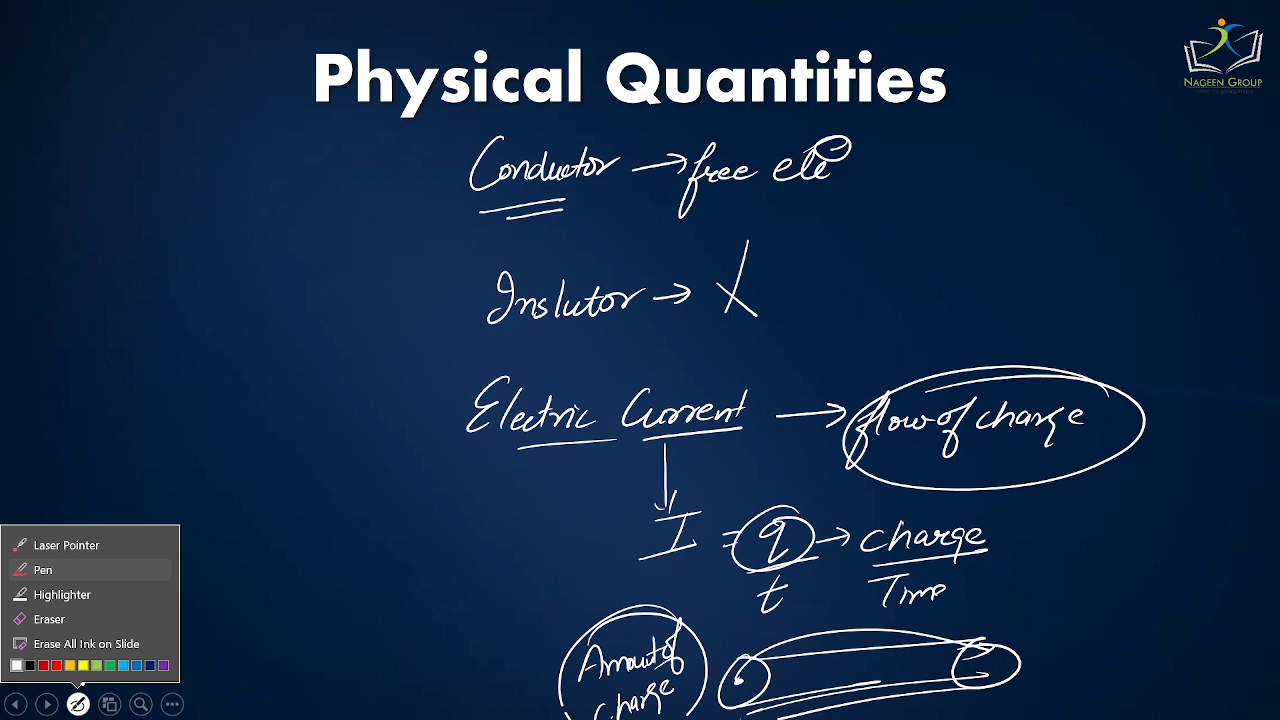 Physical Quantities
NAGEEN GROUP
Conductor → free ele
Inslutor → X
Electric Current → flow of charge
I = q → charge
t Time
Amount of
charge
Laser Pointer
Pen
Highlighter
Eraser
Erase All Ink on Slide